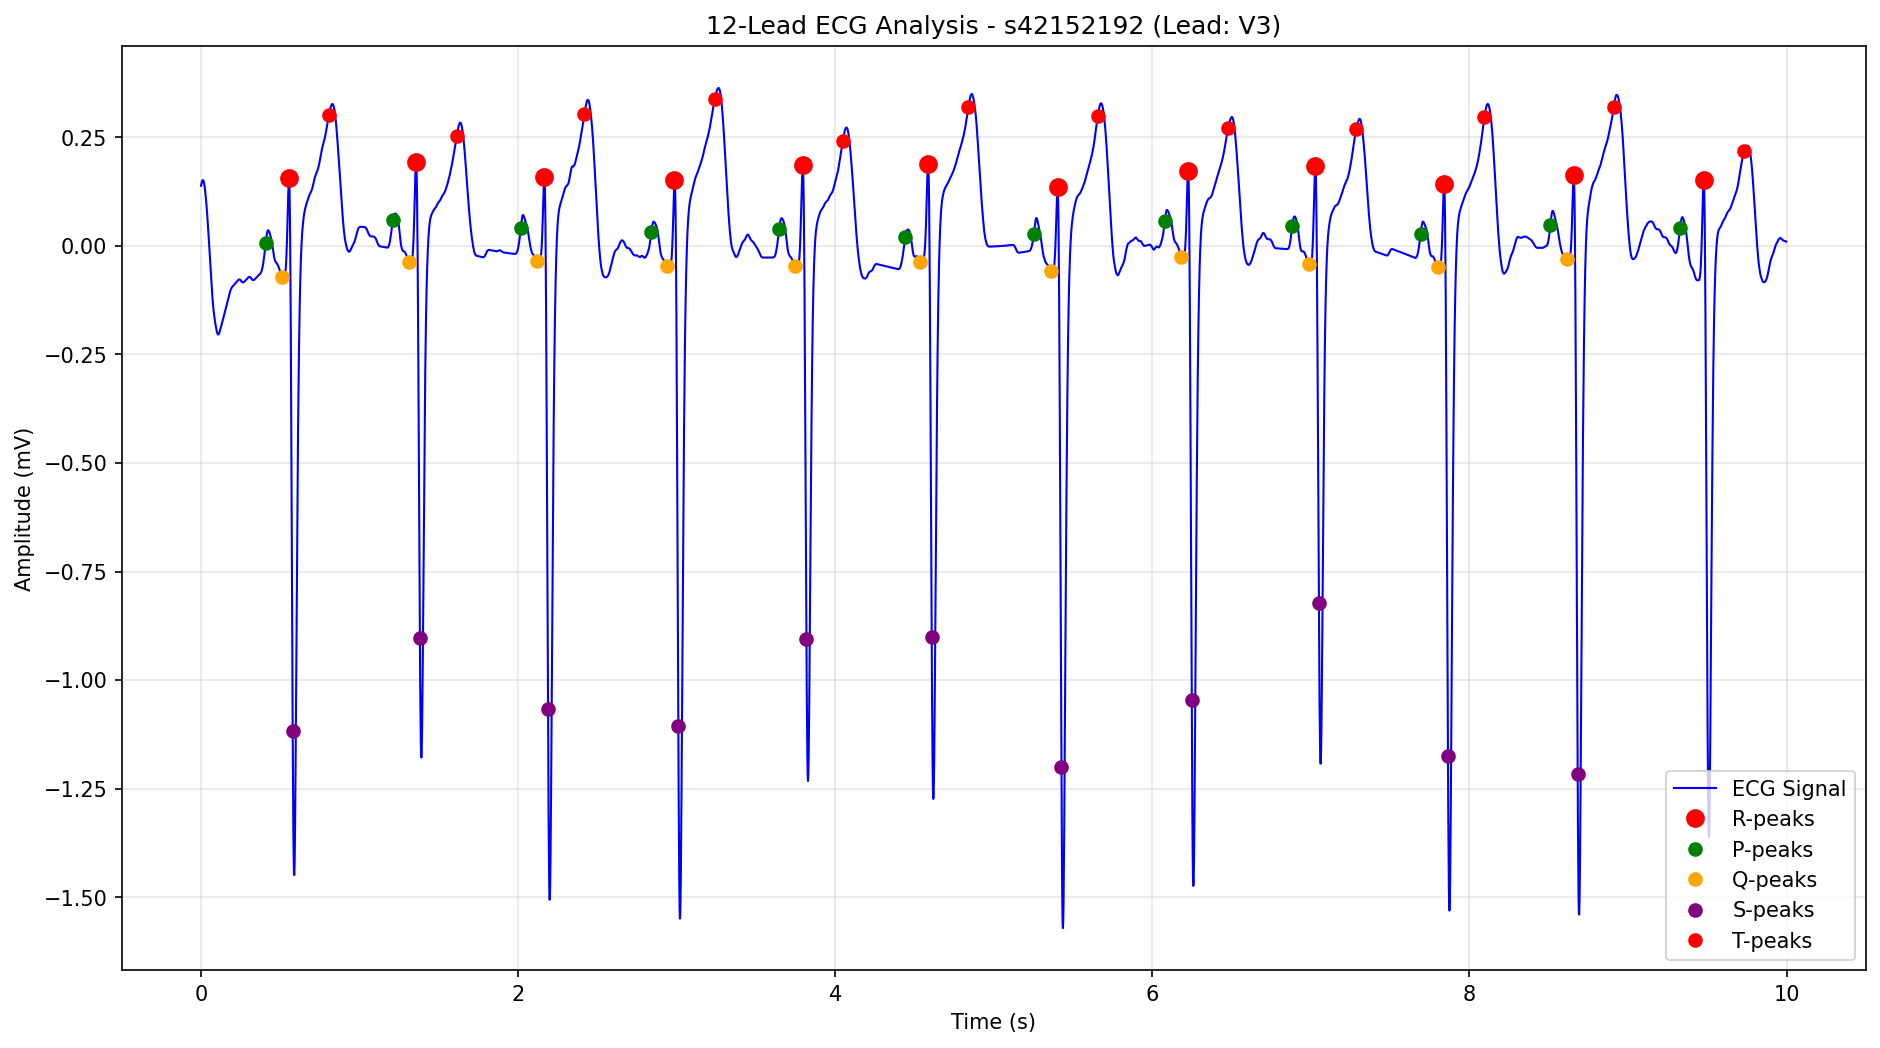 12-Lead ECG Analysis - s42152192 (Lead: V3)
Amplitude (mV)
0.25
0.00
−0.25
−0.50
−0.75
−1.00
−1.25
−1.50
ECG Signal
R-peaks
P-peaks
Q-peaks
S-peaks
T-peaks
0 2 4 6 8 10
Time (s)